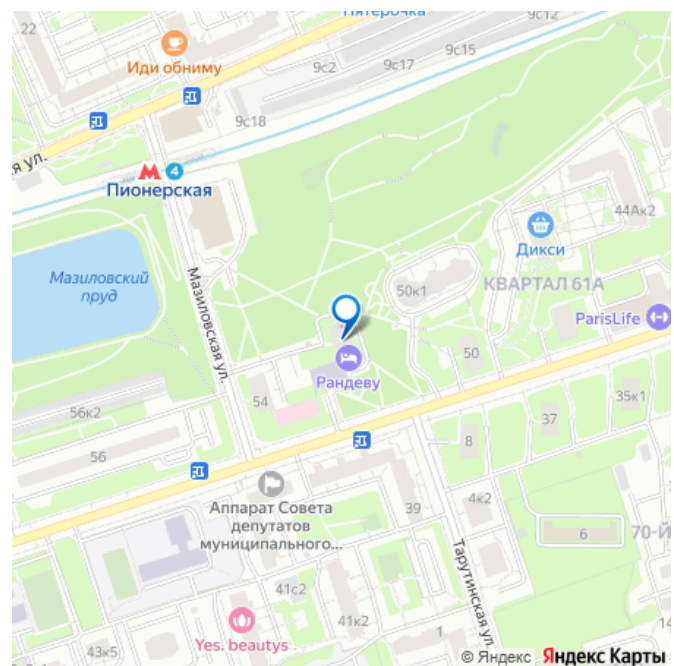 22
Пятерочка
9с12
9с15
9с17
9с2
Иди обниму
9с18
я ул.
4
Пионерская
44Ак2
Дикси
Мазиловский
пруд
Мазиловская ул.
50к1
КВАРТАЛ 61А
ParisLife
Рандеву
50
54
56к2
35к1
37
56
8
Аппарат Совета
депутатов
муниципального...
39
4к2
6
70-Й
Тарутинская ул.
41с2
41к2
1
Yes. beautys
43к5
© Яндекс Яндекс Карты